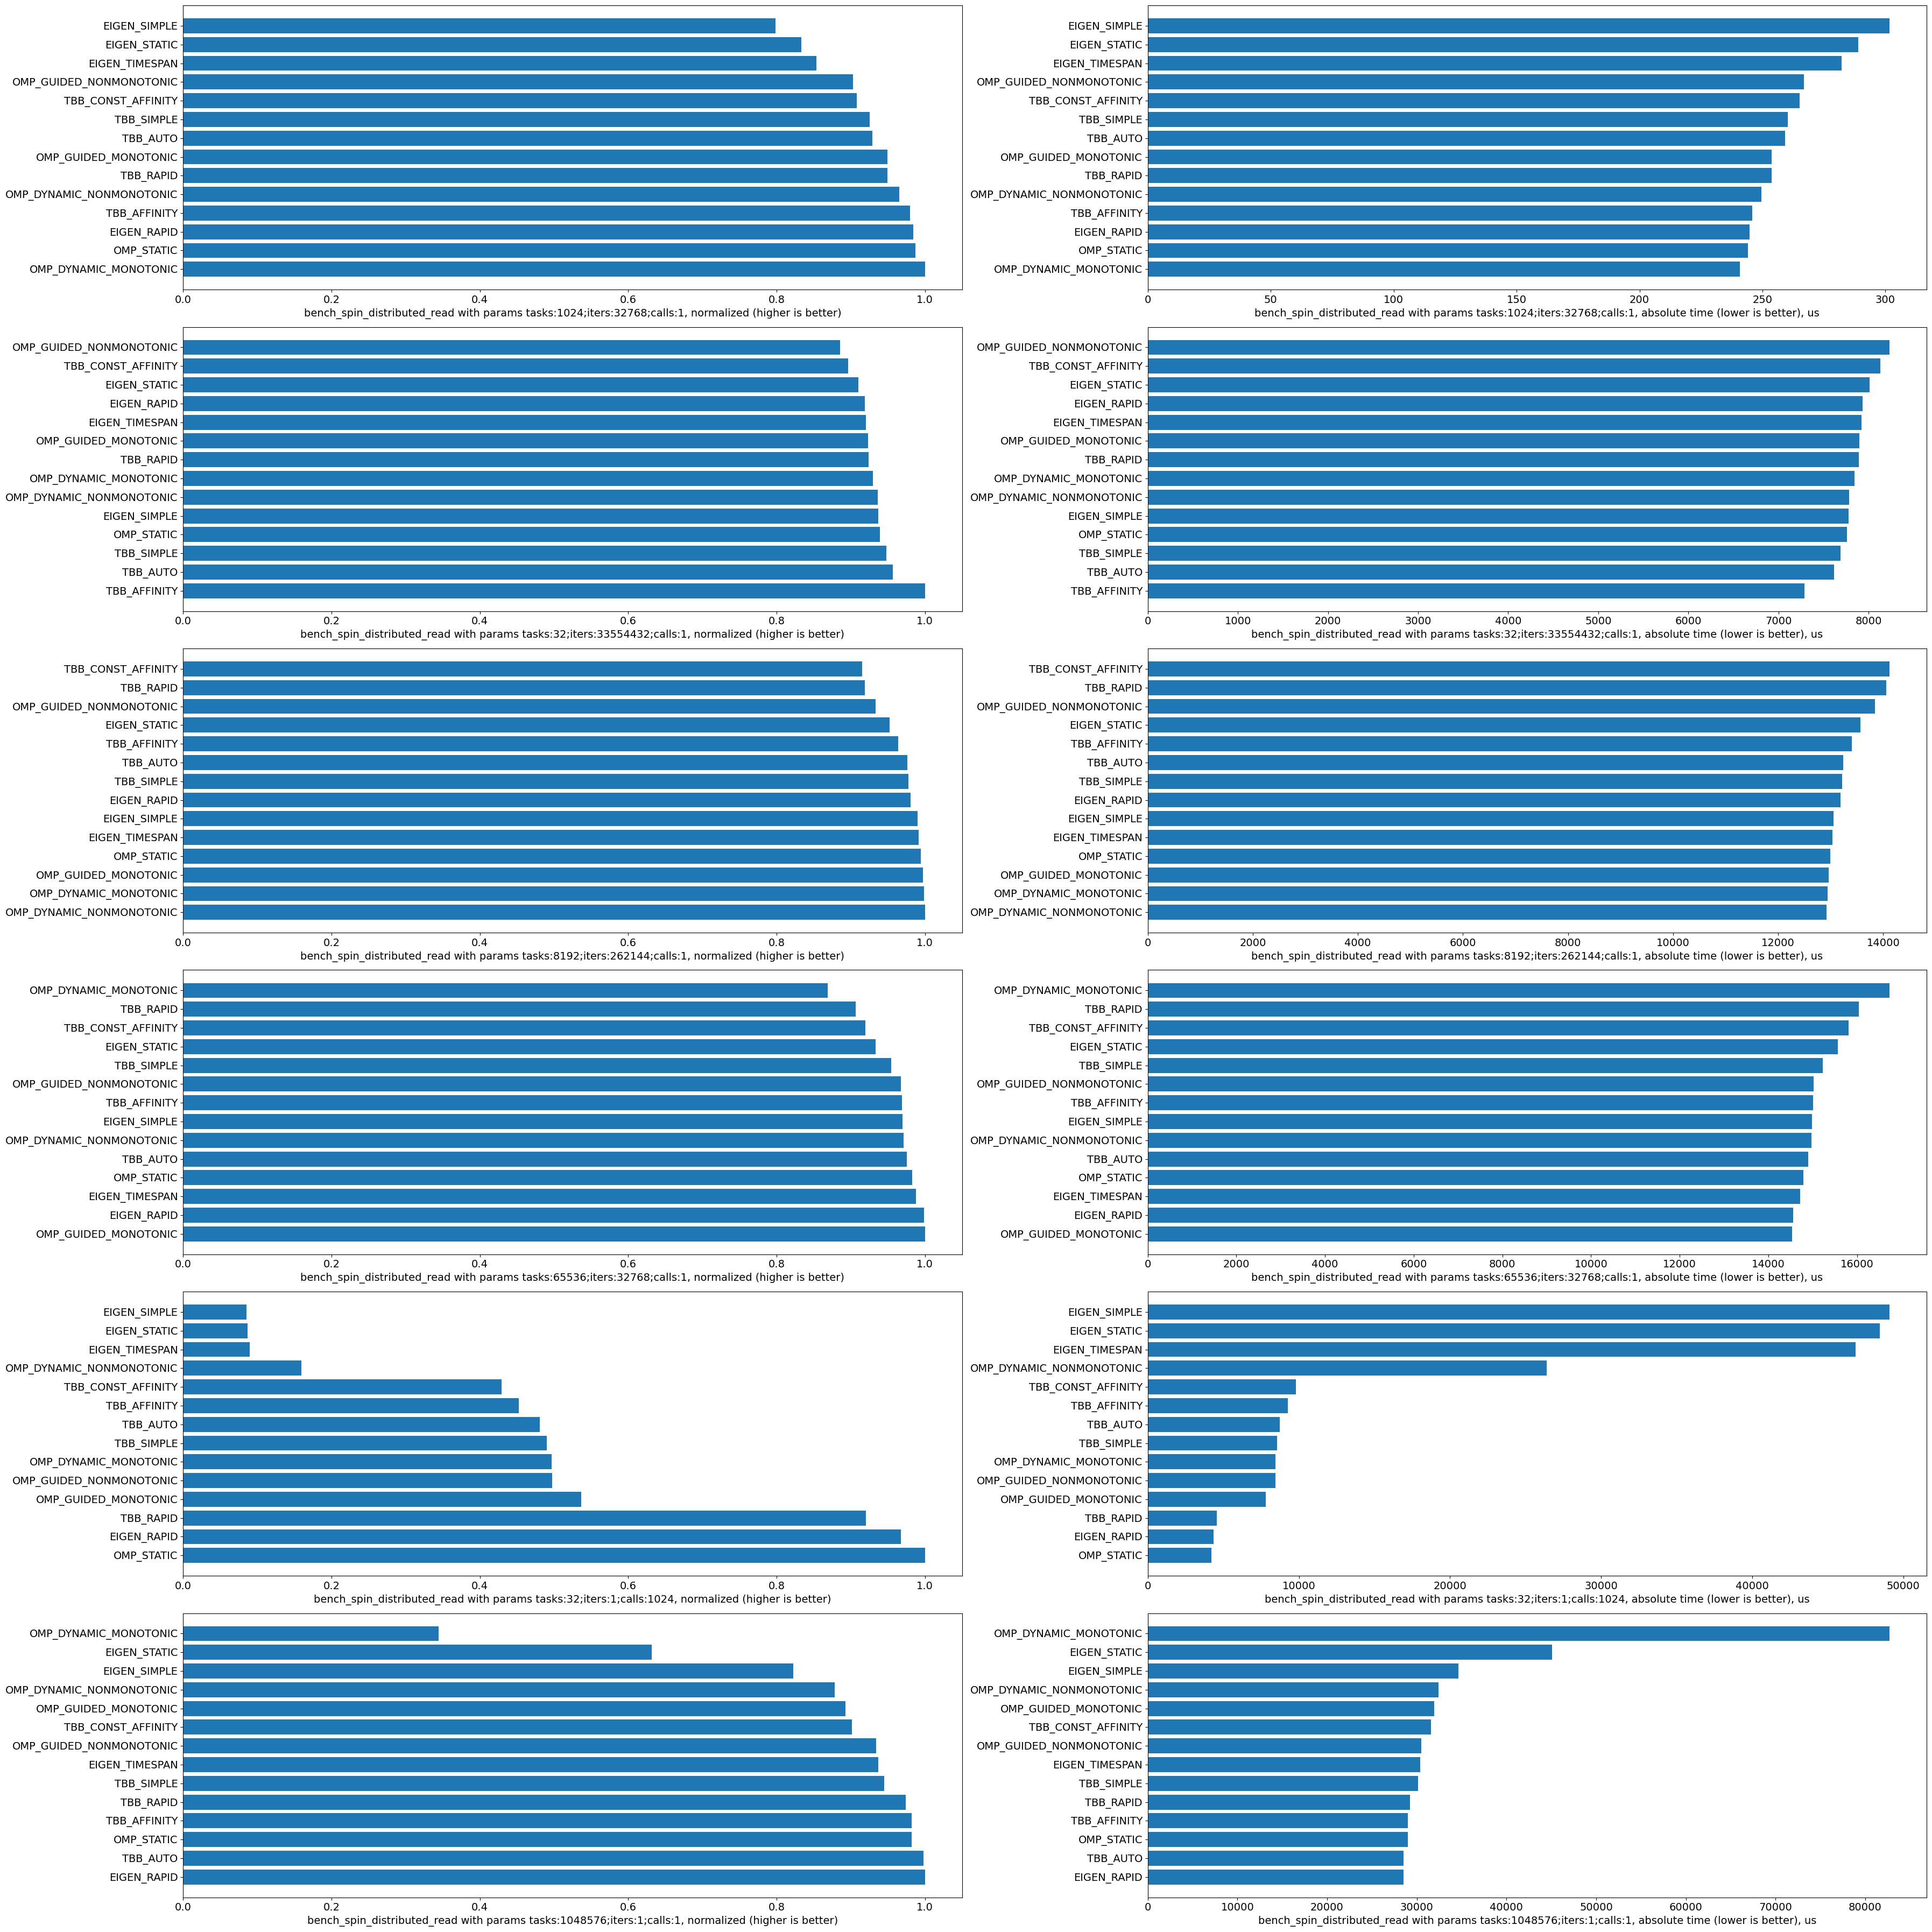 EIGEN_SIMPLE
EIGEN_STATIC
EIGEN_TIMESPAN
OMP_GUIDED_NONMONOTONIC
TBB_CONST_AFFINITY
TBB_SIMPLE
TBB_AUTO
OMP_GUIDED_MONOTONIC
TBB_RAPID
OMP_DYNAMIC_NONMONOTONIC
TBB_AFFINITY
EIGEN_RAPID
OMP_STATIC
OMP_DYNAMIC_MONOTONIC
0.0 0.2 0.4 0.6 0.8 1.0
bench_spin_distributed_read with params tasks:1024;iters:32768;calls:1, normalized (higher is better)
EIGEN_SIMPLE
EIGEN_STATIC
EIGEN_TIMESPAN
OMP_GUIDED_NONMONOTONIC
TBB_CONST_AFFINITY
TBB_SIMPLE
TBB_AUTO
OMP_GUIDED_MONOTONIC
TBB_RAPID
OMP_DYNAMIC_NONMONOTONIC
TBB_AFFINITY
EIGEN_RAPID
OMP_STATIC
OMP_DYNAMIC_MONOTONIC
0 50 100 150 200 250 300
bench_spin_distributed_read with params tasks:1024;iters:32768;calls:1, absolute time (lower is better), us
OMP_GUIDED_NONMONOTONIC
TBB_CONST_AFFINITY
EIGEN_STATIC
EIGEN_RAPID
EIGEN_TIMESPAN
OMP_GUIDED_MONOTONIC
TBB_RAPID
OMP_DYNAMIC_MONOTONIC
OMP_DYNAMIC_NONMONOTONIC
EIGEN_SIMPLE
OMP_STATIC
TBB_SIMPLE
TBB_AUTO
TBB_AFFINITY
0.0 0.2 0.4 0.6 0.8 1.0
bench_spin_distributed_read with params tasks:32;iters:33554432;calls:1, normalized (higher is better)
OMP_GUIDED_NONMONOTONIC
TBB_CONST_AFFINITY
EIGEN_STATIC
EIGEN_RAPID
EIGEN_TIMESPAN
OMP_GUIDED_MONOTONIC
TBB_RAPID
OMP_DYNAMIC_MONOTONIC
OMP_DYNAMIC_NONMONOTONIC
EIGEN_SIMPLE
OMP_STATIC
TBB_SIMPLE
TBB_AUTO
TBB_AFFINITY
0 1000 2000 3000 4000 5000 6000 7000 8000
bench_spin_distributed_read with params tasks:32;iters:33554432;calls:1, absolute time (lower is better), us
TBB_CONST_AFFINITY
TBB_RAPID
OMP_GUIDED_NONMONOTONIC
EIGEN_STATIC
TBB_AFFINITY
TBB_AUTO
TBB_SIMPLE
EIGEN_RAPID
EIGEN_SIMPLE
EIGEN_TIMESPAN
OMP_STATIC
OMP_GUIDED_MONOTONIC
OMP_DYNAMIC_MONOTONIC
OMP_DYNAMIC_NONMONOTONIC
0.0 0.2 0.4 0.6 0.8 1.0
bench_spin_distributed_read with params tasks:8192;iters:262144;calls:1, normalized (higher is better)
TBB_CONST_AFFINITY
TBB_RAPID
OMP_GUIDED_NONMONOTONIC
EIGEN_STATIC
TBB_AFFINITY
TBB_AUTO
TBB_SIMPLE
EIGEN_RAPID
EIGEN_SIMPLE
EIGEN_TIMESPAN
OMP_STATIC
OMP_GUIDED_MONOTONIC
OMP_DYNAMIC_MONOTONIC
OMP_DYNAMIC_NONMONOTONIC
0 2000 4000 6000 8000 10000 12000 14000
bench_spin_distributed_read with params tasks:8192;iters:262144;calls:1, absolute time (lower is better), us
OMP_DYNAMIC_MONOTONIC
TBB_RAPID
TBB_CONST_AFFINITY
EIGEN_STATIC
TBB_SIMPLE
OMP_GUIDED_NONMONOTONIC
TBB_AFFINITY
EIGEN_SIMPLE
OMP_DYNAMIC_NONMONOTONIC
TBB_AUTO
OMP_STATIC
EIGEN_TIMESPAN
EIGEN_RAPID
OMP_GUIDED_MONOTONIC
0.0 0.2 0.4 0.6 0.8 1.0
bench_spin_distributed_read with params tasks:65536;iters:32768;calls:1, normalized (higher is better)
OMP_DYNAMIC_MONOTONIC
TBB_RAPID
TBB_CONST_AFFINITY
EIGEN_STATIC
TBB_SIMPLE
OMP_GUIDED_NONMONOTONIC
TBB_AFFINITY
EIGEN_SIMPLE
OMP_DYNAMIC_NONMONOTONIC
TBB_AUTO
OMP_STATIC
EIGEN_TIMESPAN
EIGEN_RAPID
OMP_GUIDED_MONOTONIC
0 2000 4000 6000 8000 10000 12000 14000 16000
bench_spin_distributed_read with params tasks:65536;iters:32768;calls:1, absolute time (lower is better), us
EIGEN_SIMPLE
EIGEN_STATIC
EIGEN_TIMESPAN
OMP_DYNAMIC_NONMONOTONIC
TBB_CONST_AFFINITY
TBB_AFFINITY
TBB_AUTO
TBB_SIMPLE
OMP_DYNAMIC_MONOTONIC
OMP_GUIDED_NONMONOTONIC
OMP_GUIDED_MONOTONIC
TBB_RAPID
EIGEN_RAPID
OMP_STATIC
0.0 0.2 0.4 0.6 0.8 1.0
bench_spin_distributed_read with params tasks:32;iters:1;calls:1024, normalized (higher is better)
EIGEN_SIMPLE
EIGEN_STATIC
EIGEN_TIMESPAN
OMP_DYNAMIC_NONMONOTONIC
TBB_CONST_AFFINITY
TBB_AFFINITY
TBB_AUTO
TBB_SIMPLE
OMP_DYNAMIC_MONOTONIC
OMP_GUIDED_NONMONOTONIC
OMP_GUIDED_MONOTONIC
TBB_RAPID
EIGEN_RAPID
OMP_STATIC
0 10000 20000 30000 40000 50000
bench_spin_distributed_read with params tasks:32;iters:1;calls:1024, absolute time (lower is better), us
OMP_DYNAMIC_MONOTONIC
EIGEN_STATIC
EIGEN_SIMPLE
OMP_DYNAMIC_NONMONOTONIC
OMP_GUIDED_MONOTONIC
TBB_CONST_AFFINITY
OMP_GUIDED_NONMONOTONIC
EIGEN_TIMESPAN
TBB_SIMPLE
TBB_RAPID
TBB_AFFINITY
OMP_STATIC
TBB_AUTO
EIGEN_RAPID
0.0 0.2 0.4 0.6 0.8 1.0
bench_spin_distributed_read with params tasks:1048576;iters:1;calls:1, normalized (higher is better)
OMP_DYNAMIC_MONOTONIC
EIGEN_STATIC
EIGEN_SIMPLE
OMP_DYNAMIC_NONMONOTONIC
OMP_GUIDED_MONOTONIC
TBB_CONST_AFFINITY
OMP_GUIDED_NONMONOTONIC
EIGEN_TIMESPAN
TBB_SIMPLE
TBB_RAPID
TBB_AFFINITY
OMP_STATIC
TBB_AUTO
EIGEN_RAPID
0 10000 20000 30000 40000 50000 60000 70000 80000
bench_spin_distributed_read with params tasks:1048576;iters:1;calls:1, absolute time (lower is better), us